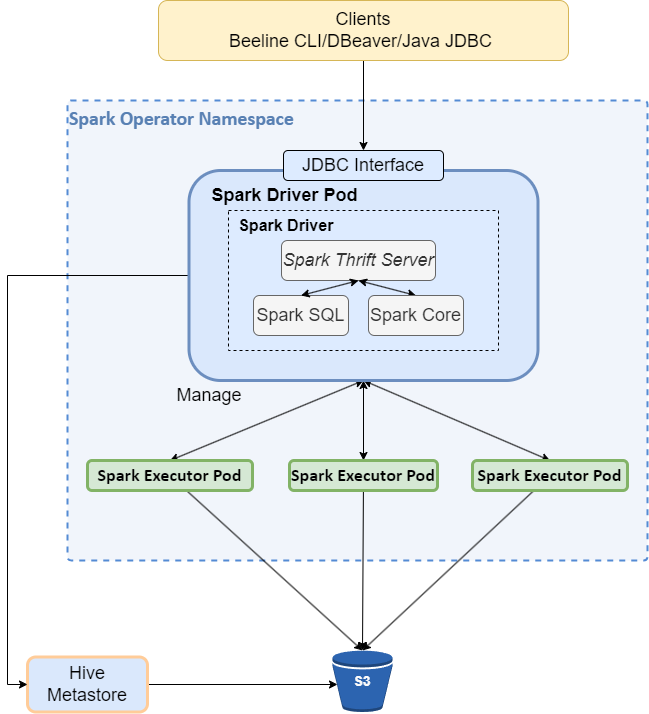 Clients
Beeline CLI/DBeaver/Java JDBC
Spark Operator Namespace
JDBC Interface
Spark Driver Pod
Spark Driver
Spark Thrift Server
Spark SQL
Spark Core
Manage
Spark Executor Pod
Spark Executor Pod
Spark Executor Pod
Hive
Metastore
S3